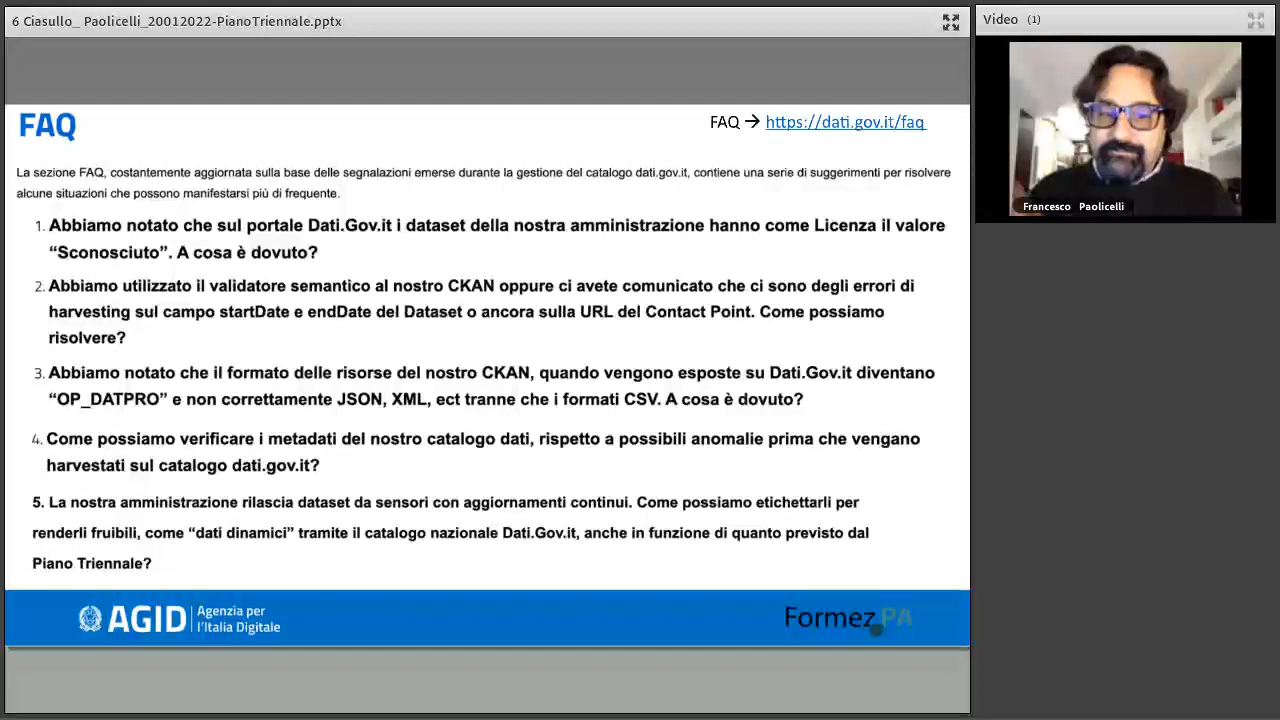 6 Ciasullo_ Paolicelli_20012022-PianoTriennale.pptx
Video (1)
Francesco Paolicelli
FAQ
FAQ → https://dati.gov.it/faq
La sezione FAQ, costantemente aggiornata sulla base delle segnalazioni emerse durante la gestione del catalogo dati.gov.it, contiene una serie di suggerimenti per risolvere
alcune situazioni che possono manifestarsi più di frequente.
1. Abbiamo notato che sul portale Dati.Gov.it i dataset della nostra amministrazione hanno come Licenza il valore
“Sconosciuto”. A cosa è dovuto?
2. Abbiamo utilizzato il validatore semantico al nostro CKAN oppure ci avete comunicato che ci sono degli errori di
harvesting sul campo startDate e endDate del Dataset o ancora sulla URL del Contact Point. Come possiamo
risolvere?
3. Abbiamo notato che il formato delle risorse del nostro CKAN, quando vengono esposte su Dati.Gov.it diventano
“OP_DATPRO” e non correttamente JSON, XML, ect tranne che i formati CSV. A cosa è dovuto?
4. Come possiamo verificare i metadati del nostro catalogo dati, rispetto a possibili anomalie prima che vengano
harvestati sul catalogo dati.gov.it?
5. La nostra amministrazione rilascia dataset da sensori con aggiornamenti continui. Come possiamo etichettarli per
renderli fruibili, come “dati dinamici” tramite il catalogo nazionale Dati.Gov.it, anche in funzione di quanto previsto dal
Piano Triennale?
AGID
Agenzia per
l’Italia Digitale
Formez PA